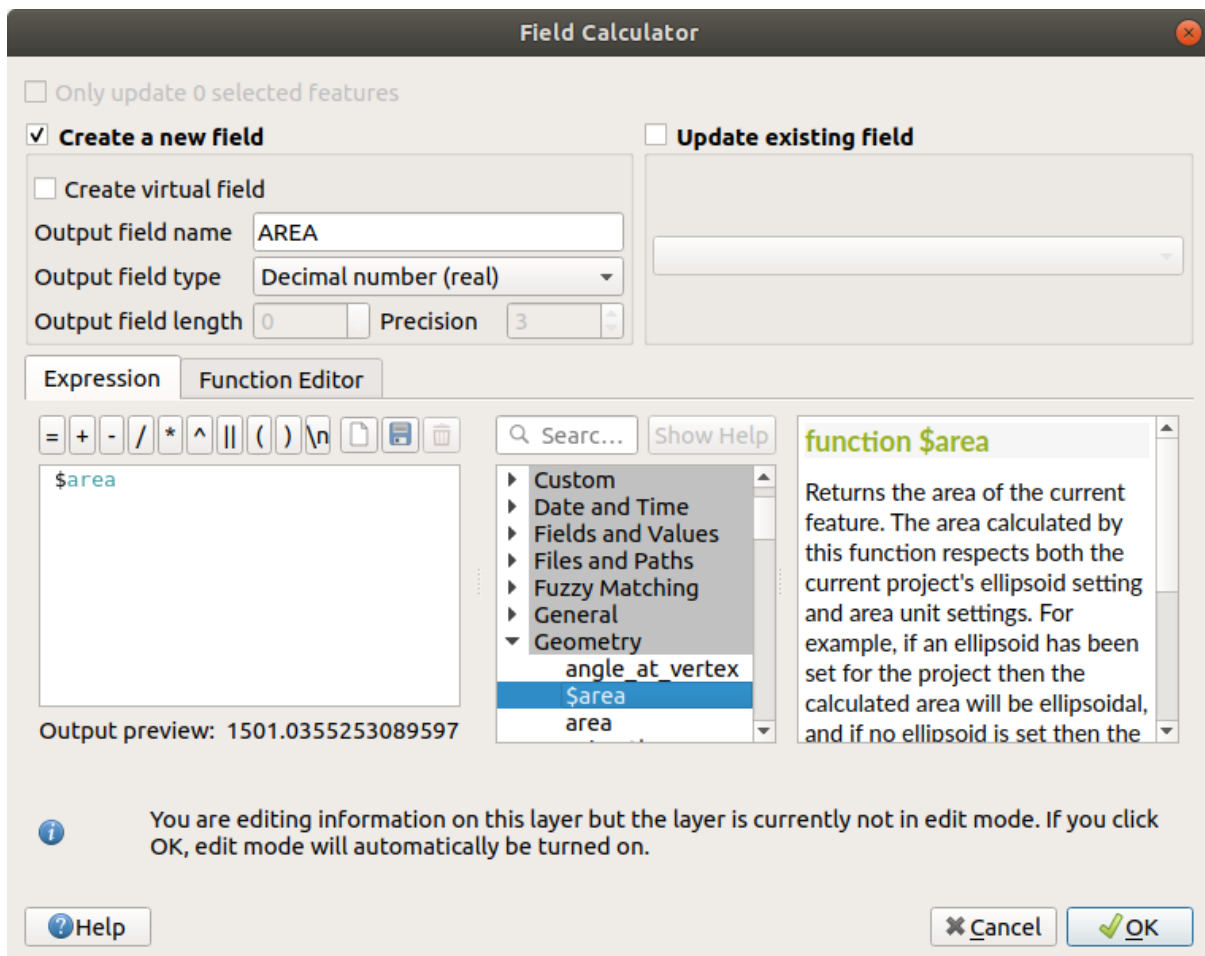 Field Calculator
Only update 0 selected features
Create a new field
Update existing field
Create virtual field
Output field name AREA
Output field type Decimal number (real)
Output field length 0 Precision 3
Expression Function Editor
= + - / * ^ || ( ) \n
$area
Output preview: 1501.0355253089597
Searc... Show Help
Custom
Date and Time
Fields and Values
Files and Paths
Fuzzy Matching
General
Geometry
angle_at_vertex
$area
area
function $area
Returns the area of the current
feature. The area calculated by
this function respects both the
current project's ellipsoid setting
and area unit settings. For
example, if an ellipsoid has been
set for the project then the
calculated area will be ellipsoidal,
and if no ellipsoid is set then the
You are editing information on this layer but the layer is currently not in edit mode. If you click
OK, edit mode will automatically be turned on.
Help
Cancel
OK